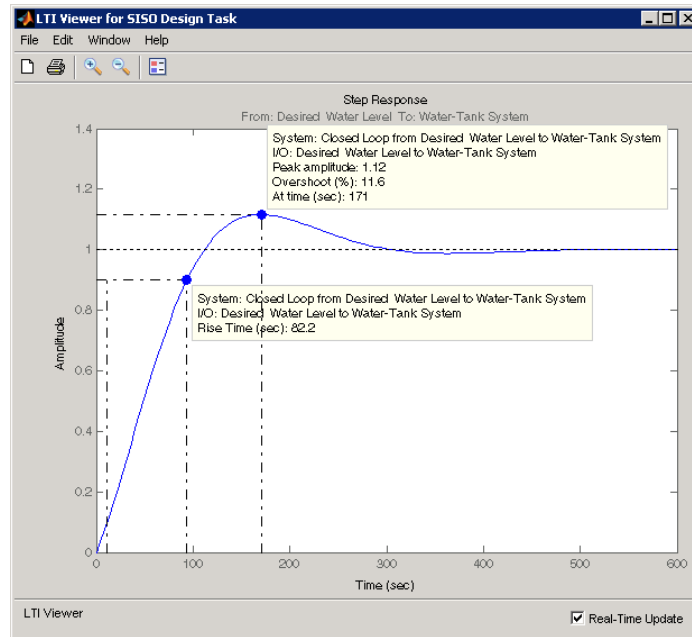 LTI Viewer for SISO Design Task
File Edit Window Help
Step Response
From: Desired Water Level To: Water-Tank System
System: Closed Loop from Desired Water Level to Water-Tank System
I/O: Desired Water Level to Water-Tank System
Peak amplitude: 1.12
Overshoot (%): 11.6
At time (sec): 171
System: Closed Loop from Desired Water Level to Water-Tank System
I/O: Desired Water Level to Water-Tank System
Rise Time (sec): 82.2
Amplitude
1.4
1.2
1
0.8
0.6
0.4
0.2
0
0 100 200 300 400 500 600
Time (sec)
LTI Viewer
Real-Time Update